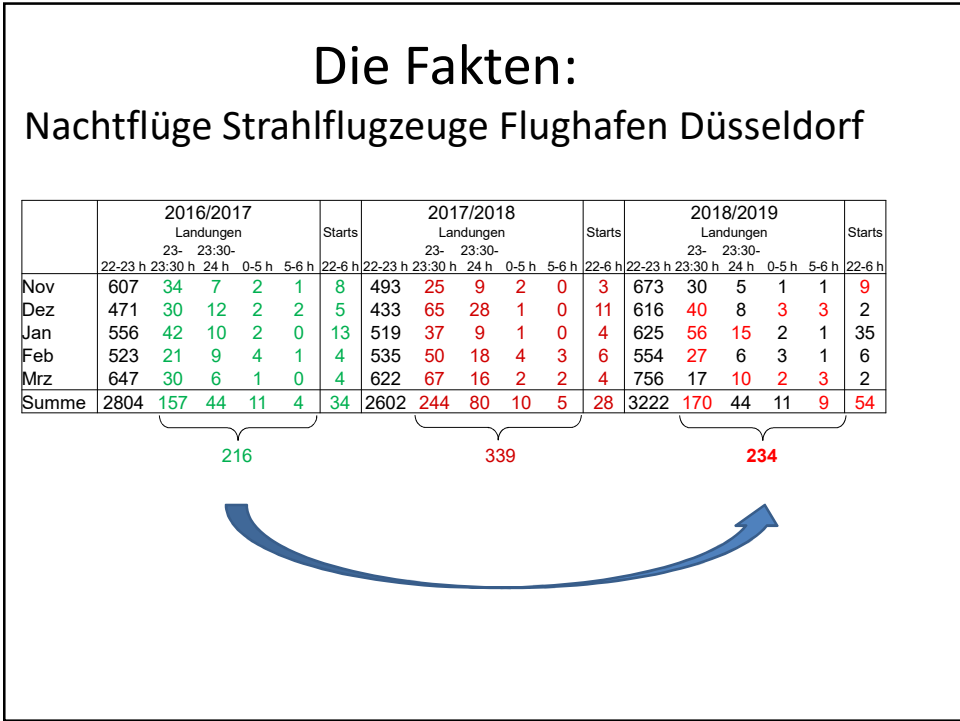 Die Fakten:
Nachtflüge Strahlflugzeuge Flughafen Düsseldorf
2016/2017 2017/2018 2018/2019
Landungen Starts Landungen Starts Landungen Starts
23- 23:30- 23- 23:30- 23- 23:30-
22-23 h 23:30 h 24 h 0-5 h 5-6 h 22-6 h 22-23 h 23:30 h 24 h 0-5 h 5-6 h 22-6 h 22-23 h 23:30 h 24 h 0-5 h 5-6 h 22-6 h
Nov 607 34 7 2 1 8 493 25 9 2 0 3 673 30 5 1 1 9
Dez 471 30 12 2 2 5 433 65 28 1 0 11 616 40 8 3 3 2
Jan 556 42 10 2 0 13 519 37 9 1 0 4 625 56 15 2 1 35
Feb 523 21 9 4 1 4 535 50 18 4 3 6 554 27 6 3 1 6
Mrz 647 30 6 1 0 4 622 67 16 2 2 4 756 17 10 2 3 2
Summe 2804 157 44 11 4 34 2602 244 80 10 5 28 3222 170 44 11 9 54
216 339 234